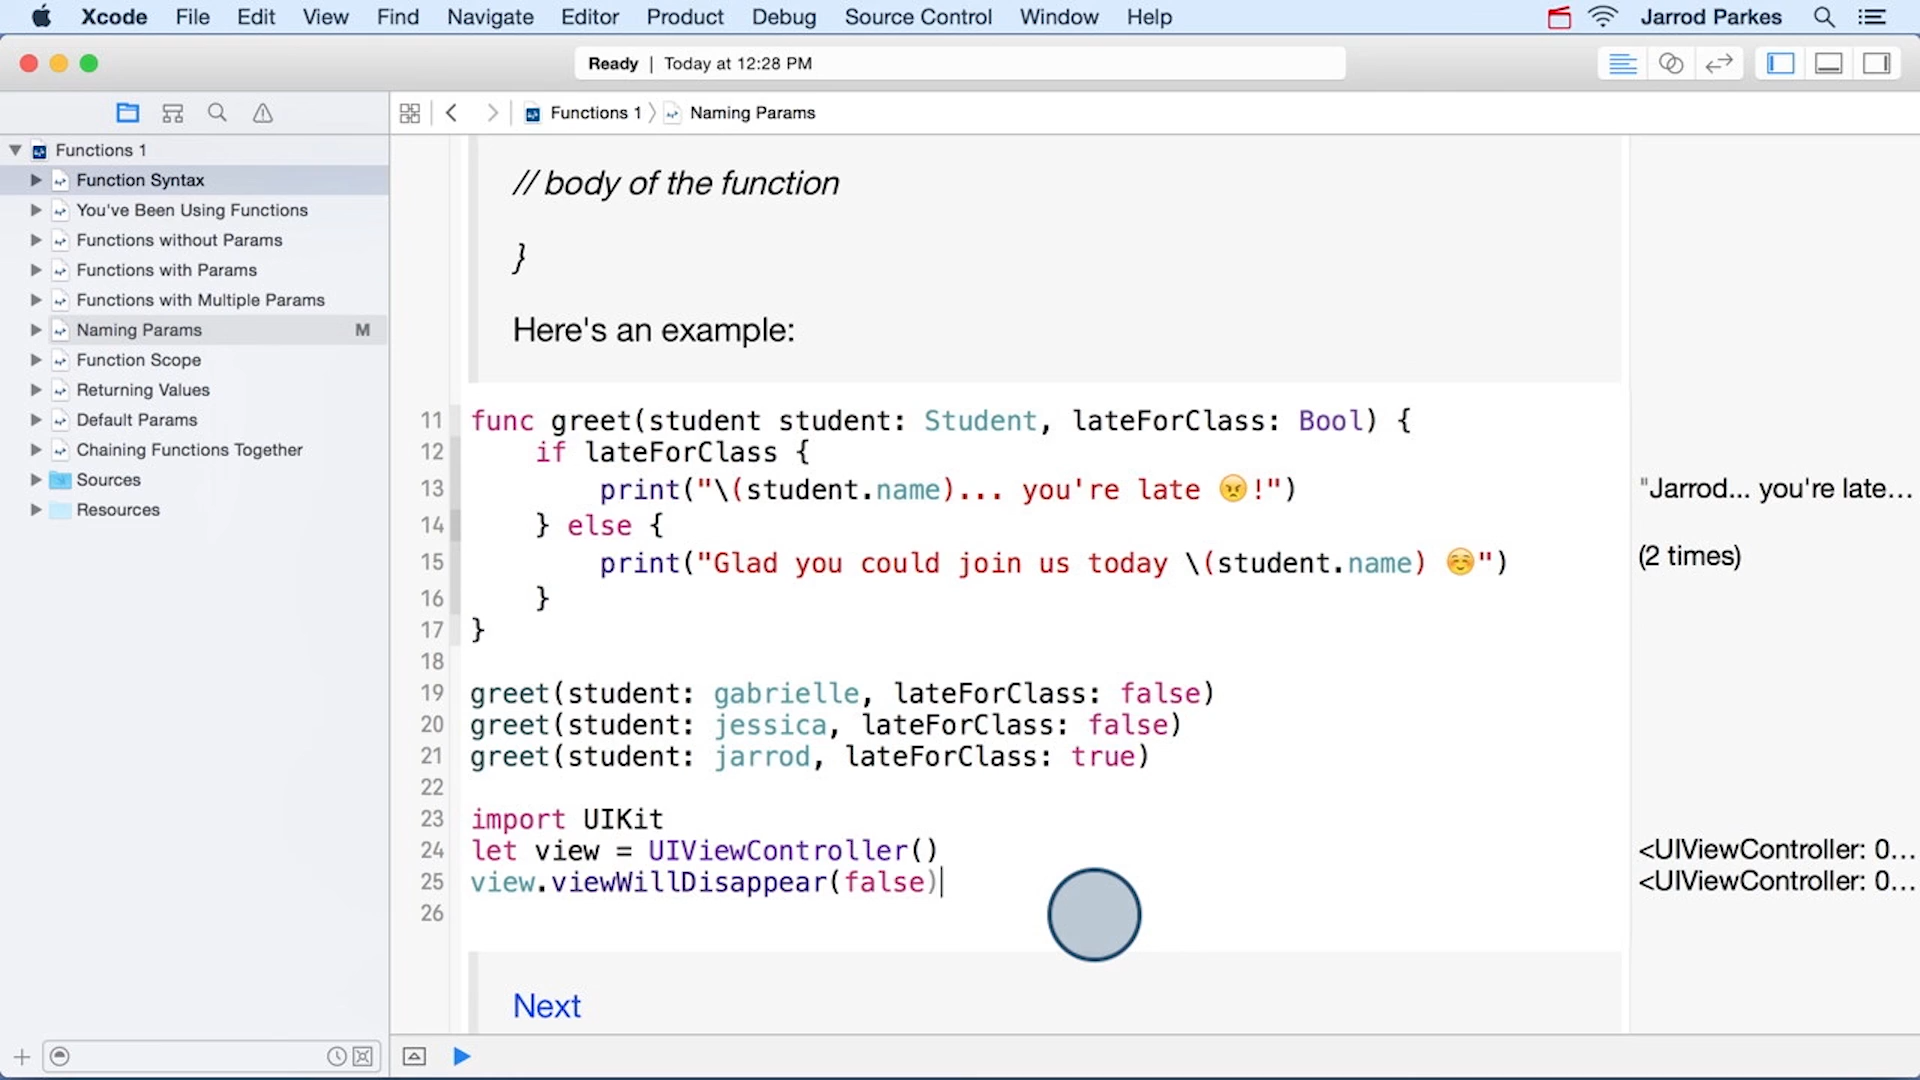 Xcode File Edit View Find Navigate Editor Product Debug Source Control Window Help Jarrod Parkes
Ready | Today at 12:28 PM
Functions 1 Naming Params
Functions 1
Function Syntax
You've Been Using Functions
Functions without Params
Functions with Params
Functions with Multiple Params
Naming Params M
Function Scope
Returning Values
Default Params
Chaining Functions Together
Sources
Resources
// body of the function
}
Here's an example:
11 func greet(student student: Student, lateForClass: Bool) {
12 if lateForClass {
13 print("\(student.name)... you're late 😠!")
14 } else {
15 print("Glad you could join us today \(student.name) ☺️")
16 }
17 }
18
19 greet(student: gabrielle, lateForClass: false)
20 greet(student: jessica, lateForClass: false)
21 greet(student: jarrod, lateForClass: true)
22
23 import UIKit
24 let view = UIViewController()
25 view.viewWillDisappear(false)
26
Next
"Jarrod... you're late...
(2 times)
<UIViewController: 0...
<UIViewController: 0...